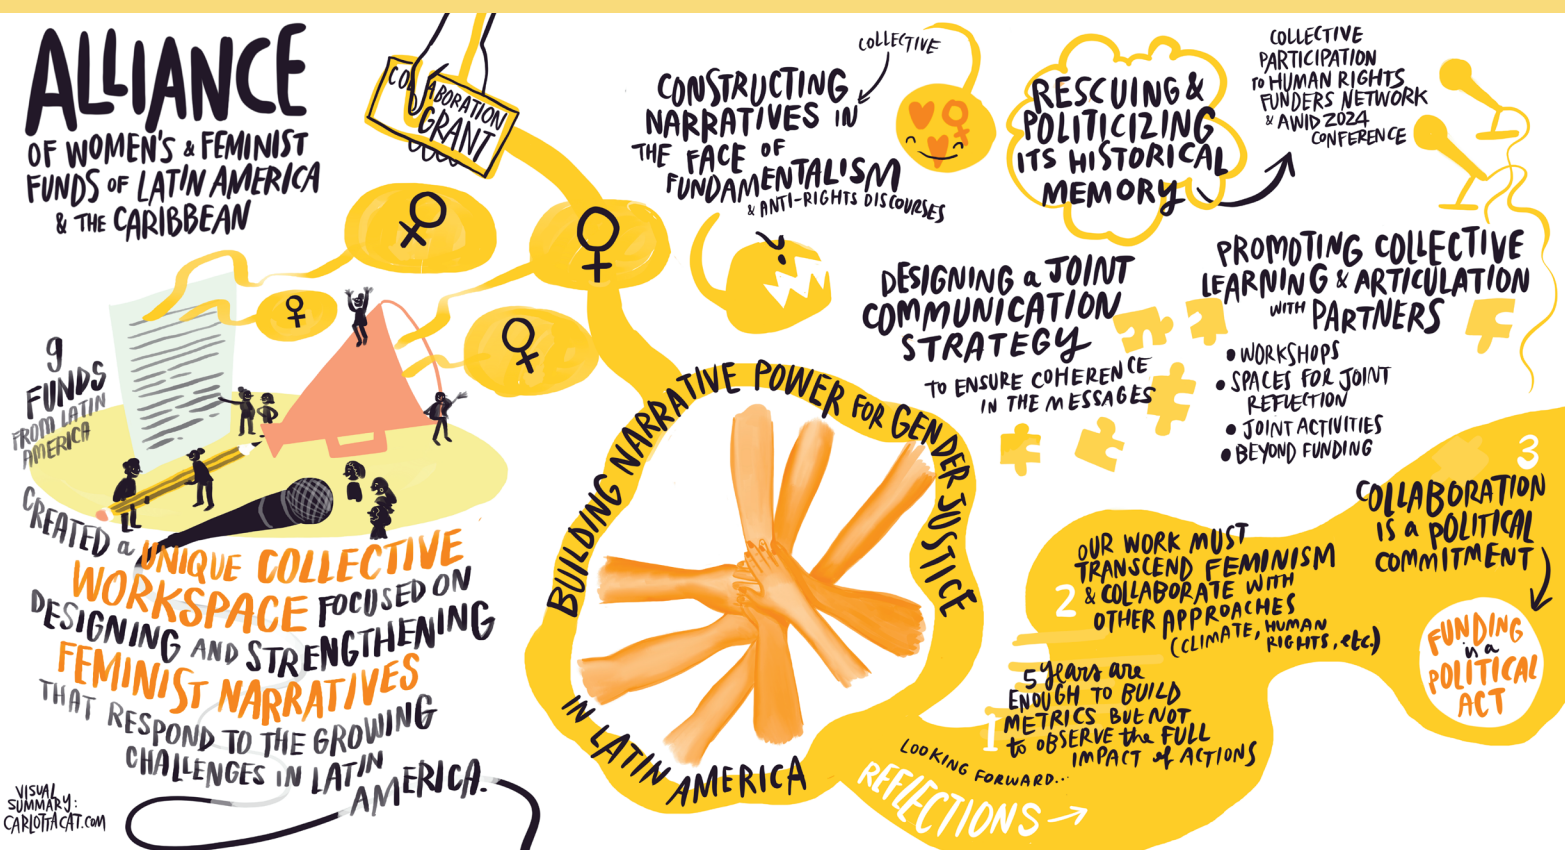 ALLIANCE
OF WOMEN'S & FEMINIST
FUNDS OF LATIN AMERICA
& THE CARIBBEAN
COLLABORATION
GRANT
9
FUNDS
FROM LATIN
AMERICA
CREATED a UNIQUE COLLECTIVE
WORKSPACE FOCUSED ON
DESIGNING AND STRENGTHENING
FEMINIST NARRATIVES
THAT RESPOND TO THE GROWING
CHALLENGES IN LATIN
AMERICA.
VISUAL
SUMMARY:
CARLOTTACAT.COM
COLLECTIVE
CONSTRUCTING
NARRATIVES IN
THE FACE OF
FUNDAMENTALISM
& ANTI-RIGHTS DISCOURSES
RESCUING &
POLITICIZING
ITS HISTORICAL
MEMORY
COLLECTIVE
PARTICIPATION
to HUMAN RIGHTS
FUNDERS NETWORK
& AWID 2024
CONFERENCE
DESIGNING a JOINT
COMMUNICATION
STRATEGY
TO ENSURE COHERENCE
IN THE MESSAGES
PROMOTING COLLECTIVE
LEARNING & ARTICULATION
WITH PARTNERS
• WORKSHOPS
• SPACES FOR JOINT
REFLECTION
• JOINT ACTIVITIES
• BEYOND FUNDING
BUILDING NARRATIVE POWER FOR GENDER JUSTICE
IN LATIN AMERICA
LOOKING FORWARD...
REFLECTIONS
1
5 years are
ENOUGH TO BUILD
METRICS BUT NOT
to OBSERVE the FULL
IMPACT of ACTIONS
2
OUR WORK MUST
TRANSCEND FEMINISM
& COLLABORATE WITH
OTHER APPROACHES
(CLIMATE, HUMAN
RIGHTS, etc.)
3
COLLABORATION
IS a POLITICAL
COMMITMENT
FUNDING
is a
POLITICAL
ACT